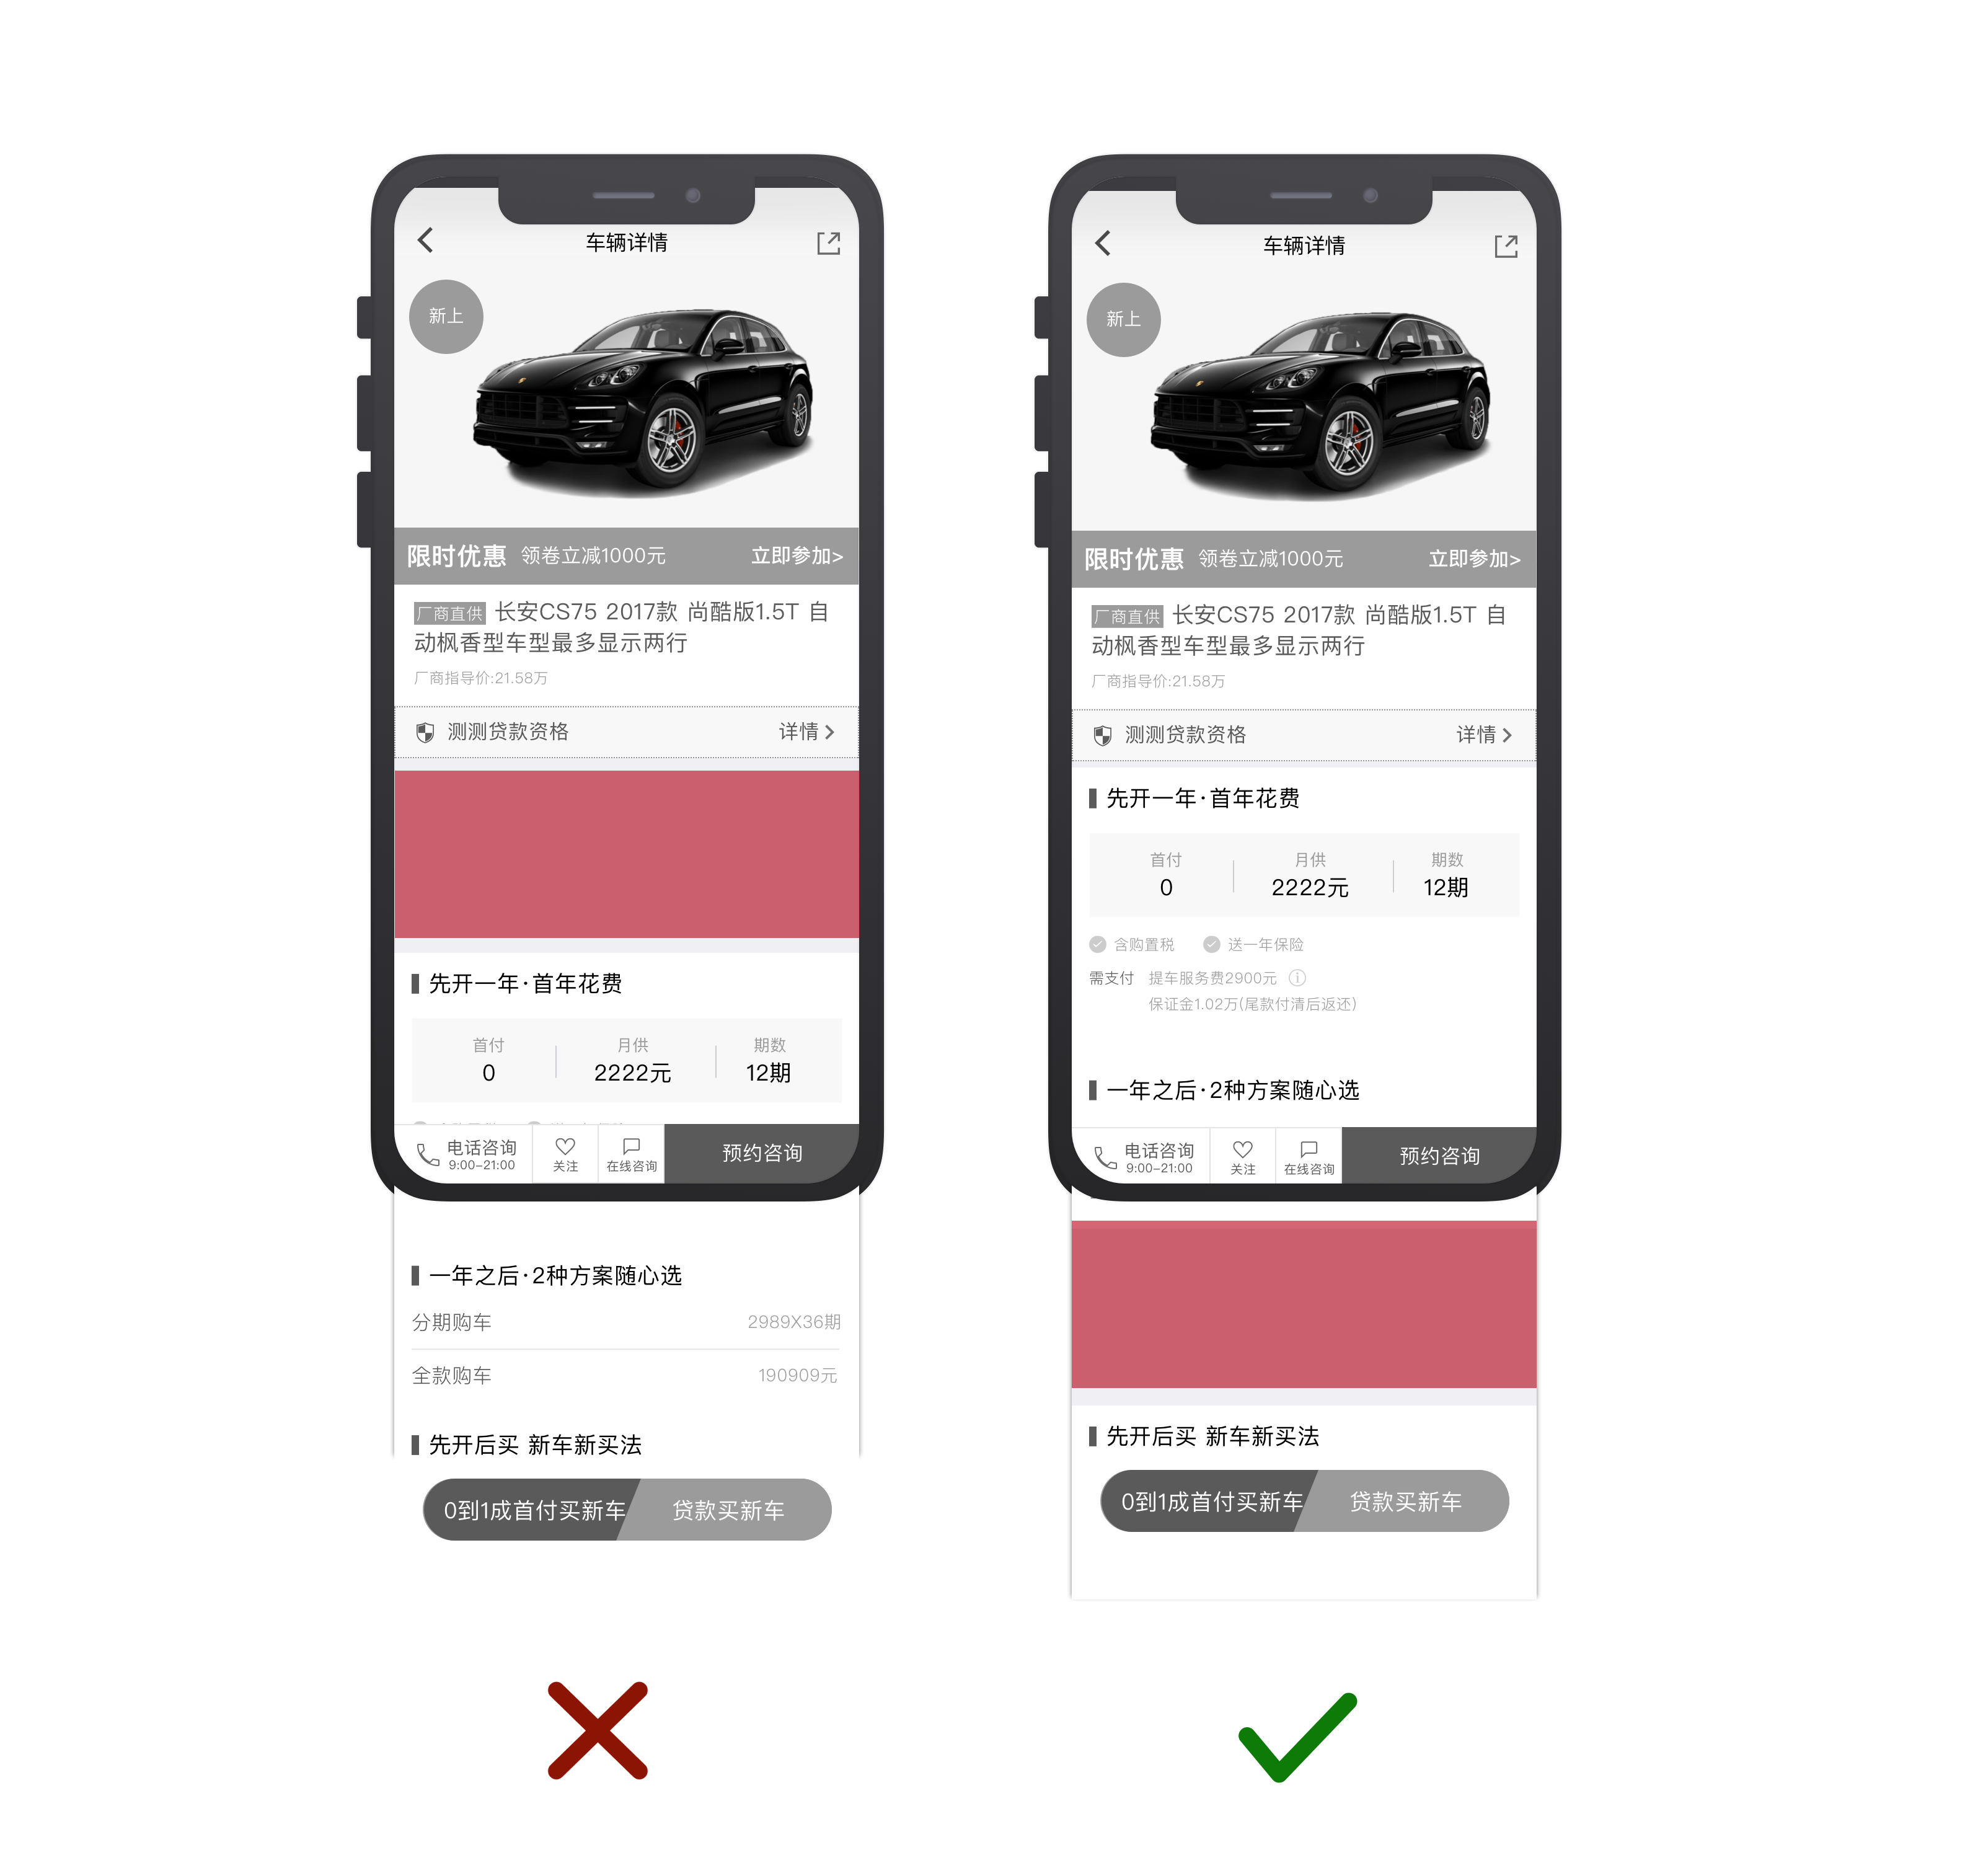 车辆详情
新上
限时优惠 领卷立减1000元 立即参加>
厂商直供 长安CS75 2017款 尚酷版1.5T 自
动枫香型车型最多显示两行
厂商指导价:21.58万
测测贷款资格 详情
先开一年·首年花费
首付 月供 期数
0 2222元 12期
电话咨询
9:00-21:00
关注
在线咨询
预约咨询
一年之后·2种方案随心选
分期购车 2989X36期
全款购车 190909元
先开后买 新车新买法
0到1成首付买新车 贷款买新车
车辆详情
新上
限时优惠 领卷立减1000元 立即参加>
厂商直供 长安CS75 2017款 尚酷版1.5T 自
动枫香型车型最多显示两行
厂商指导价:21.58万
测测贷款资格 详情
先开一年·首年花费
首付 月供 期数
0 2222元 12期
含购置税 送一年保险
需支付 提车服务费2900元
保证金1.02万(尾款付清后返还)
一年之后·2种方案随心选
电话咨询
9:00-21:00
关注
在线咨询
预约咨询
先开后买 新车新买法
0到1成首付买新车 贷款买新车